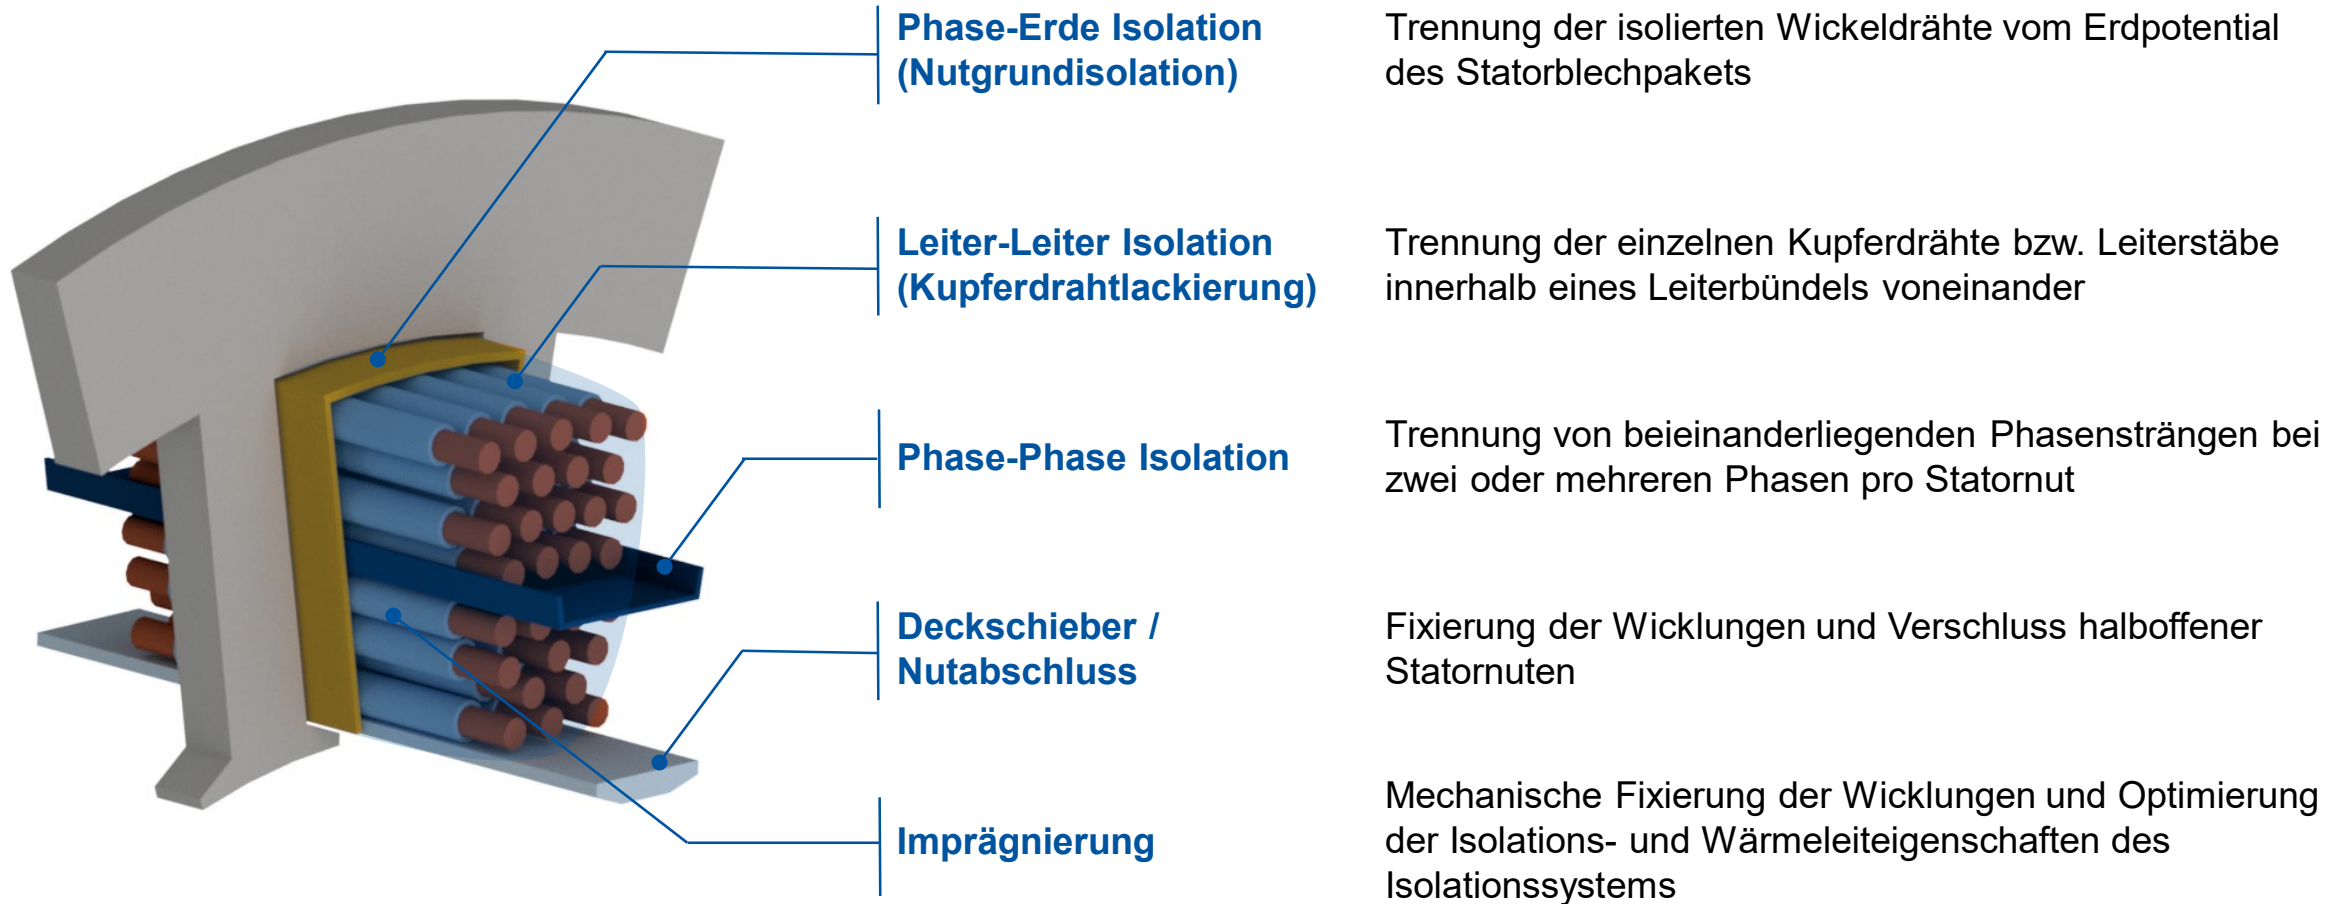 Phase-Erde Isolation
(Nutgrundisolation)
Trennung der isolierten Wickeldrähte vom Erdpotential
des Statorblechpakets
Leiter-Leiter Isolation
(Kupferdrahtlackierung)
Trennung der einzelnen Kupferdrähte bzw. Leiterstäbe
innerhalb eines Leiterbündels voneinander
Phase-Phase Isolation
Trennung von beieinanderliegenden Phasensträngen bei
zwei oder mehreren Phasen pro Statornut
Deckschieber /
Nutabschluss
Fixierung der Wicklungen und Verschluss halboffener
Statornuten
Imprägnierung
Mechanische Fixierung der Wicklungen und Optimierung
der Isolations- und Wärmeleiteigenschaften des
Isolationssystems